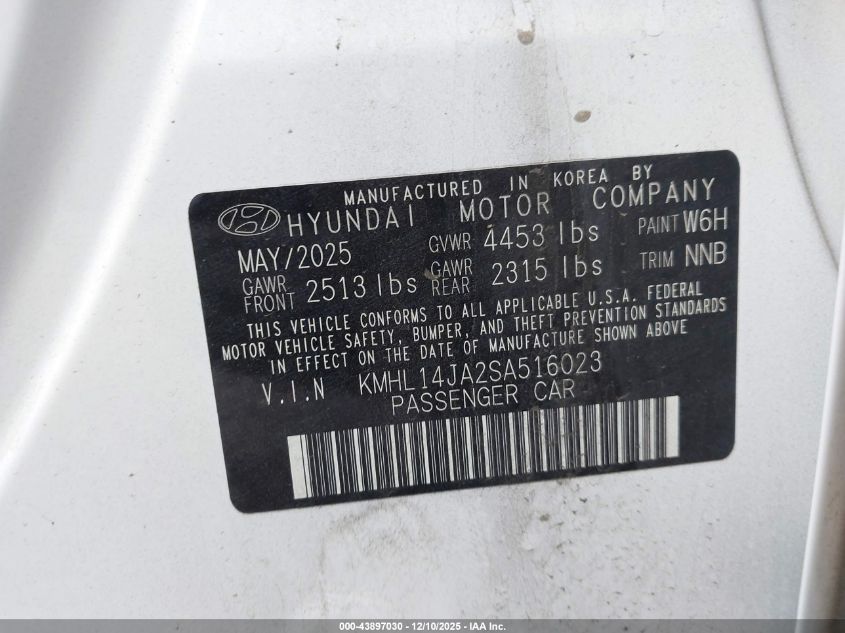 MANUFACTURED IN KOREA BY
HYUNDAI MOTOR COMPANY
MAY/2025 GVWR 4453 lbs PAINT W6H
GAWR FRONT 2513 lbs GAWR REAR 2315 lbs TRIM NNB
THIS VEHICLE CONFORMS TO ALL APPLICABLE U.S.A. FEDERAL
MOTOR VEHICLE SAFETY, BUMPER, AND THEFT PREVENTION STANDARDS
IN EFFECT ON THE DATE OF MANUFACTURE SHOWN ABOVE
V.I.N KMHL14JA2SA516023
PASSENGER CAR
000-43897030 - 12/10/2025 - IAA Inc.